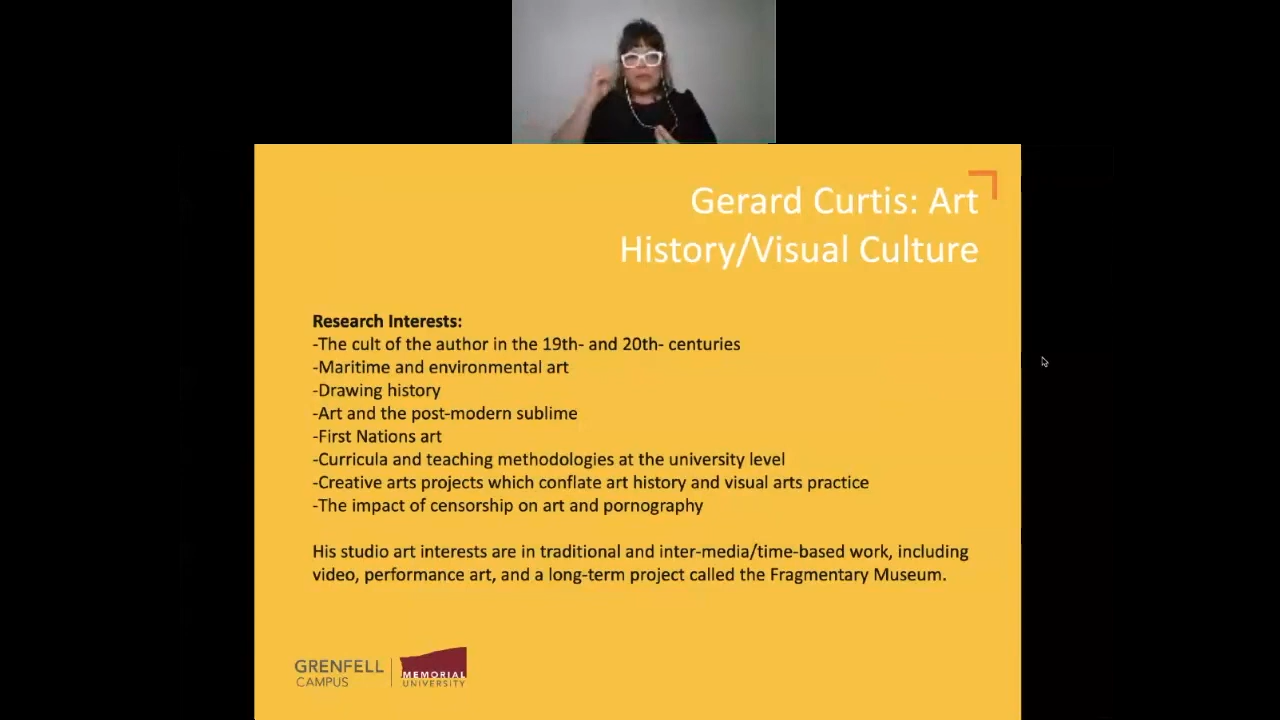 Gerard Curtis: Art
History/Visual Culture
Research Interests:
-The cult of the author in the 19th- and 20th- centuries
-Maritime and environmental art
-Drawing history
-Art and the post-modern sublime
-First Nations art
-Curricula and teaching methodologies at the university level
-Creative arts projects which conflate art history and visual arts practice
-The impact of censorship on art and pornography
His studio art interests are in traditional and inter-media/time-based work, including
video, performance art, and a long-term project called the Fragmentary Museum.
GRENFELL
CAMPUS
MEMORIAL
UNIVERSITY